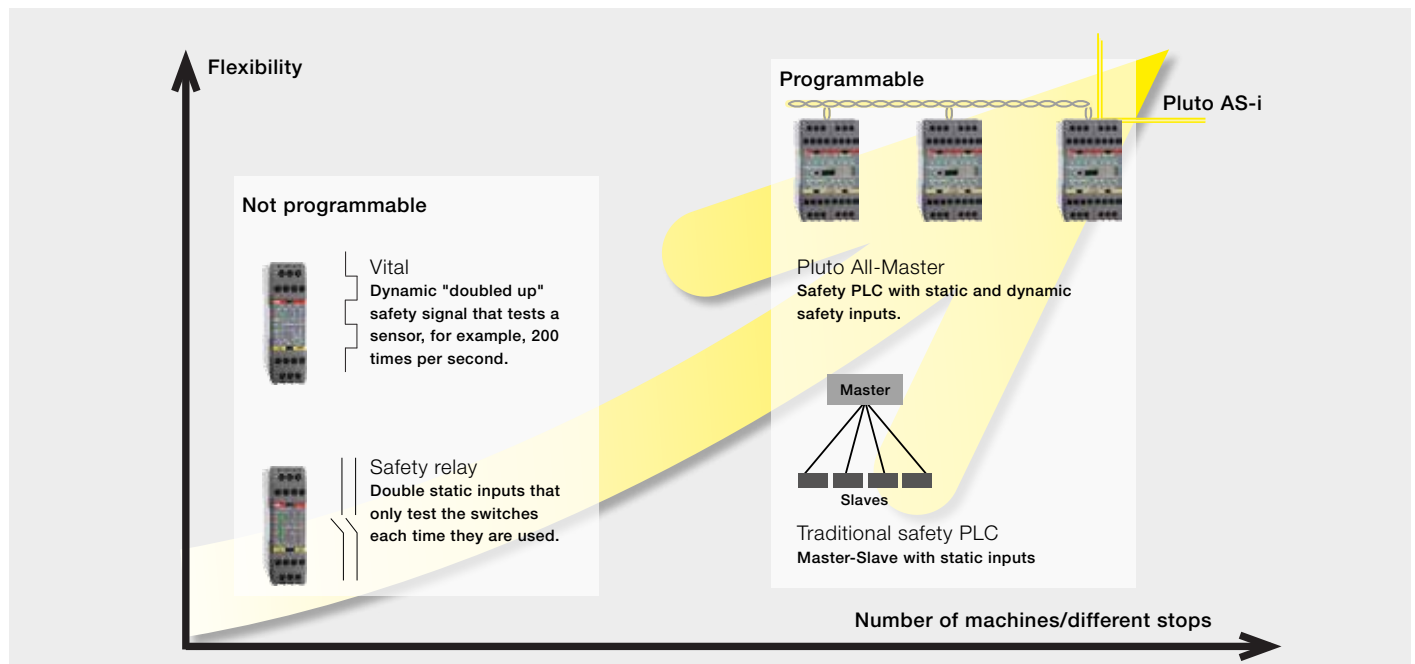 Flexibility
Programmable
Pluto AS-i
Not programmable
Vital
Dynamic "doubled up"
safety signal that tests a
sensor, for example, 200
times per second.
Safety relay
Double static inputs that
only test the switches
each time they are used.
Pluto All-Master
Safety PLC with static and dynamic
safety inputs.
Master
Slaves
Traditional safety PLC
Master-Slave with static inputs
Number of machines/different stops